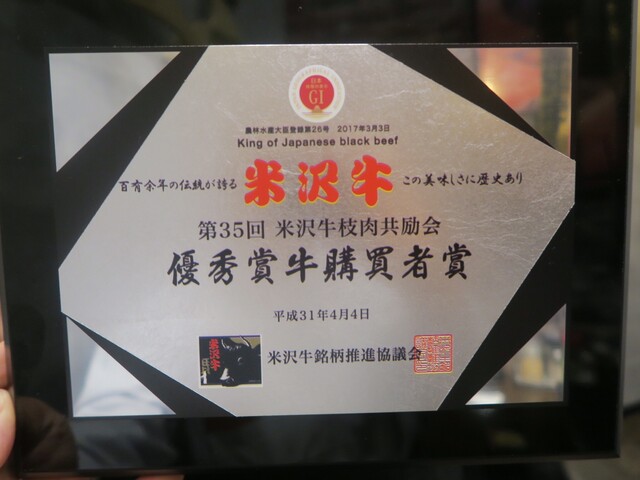 GI
農林水産大臣登録第26号 2017年3月3日
King of Japanese black beef
百有余年の伝統が誇る 米沢牛 この美味しさに歴史あり
第35回 米沢牛枝肉共励会
優秀賞牛購買者賞
平成31年4月4日
米沢牛
米沢牛銘柄推進協議会